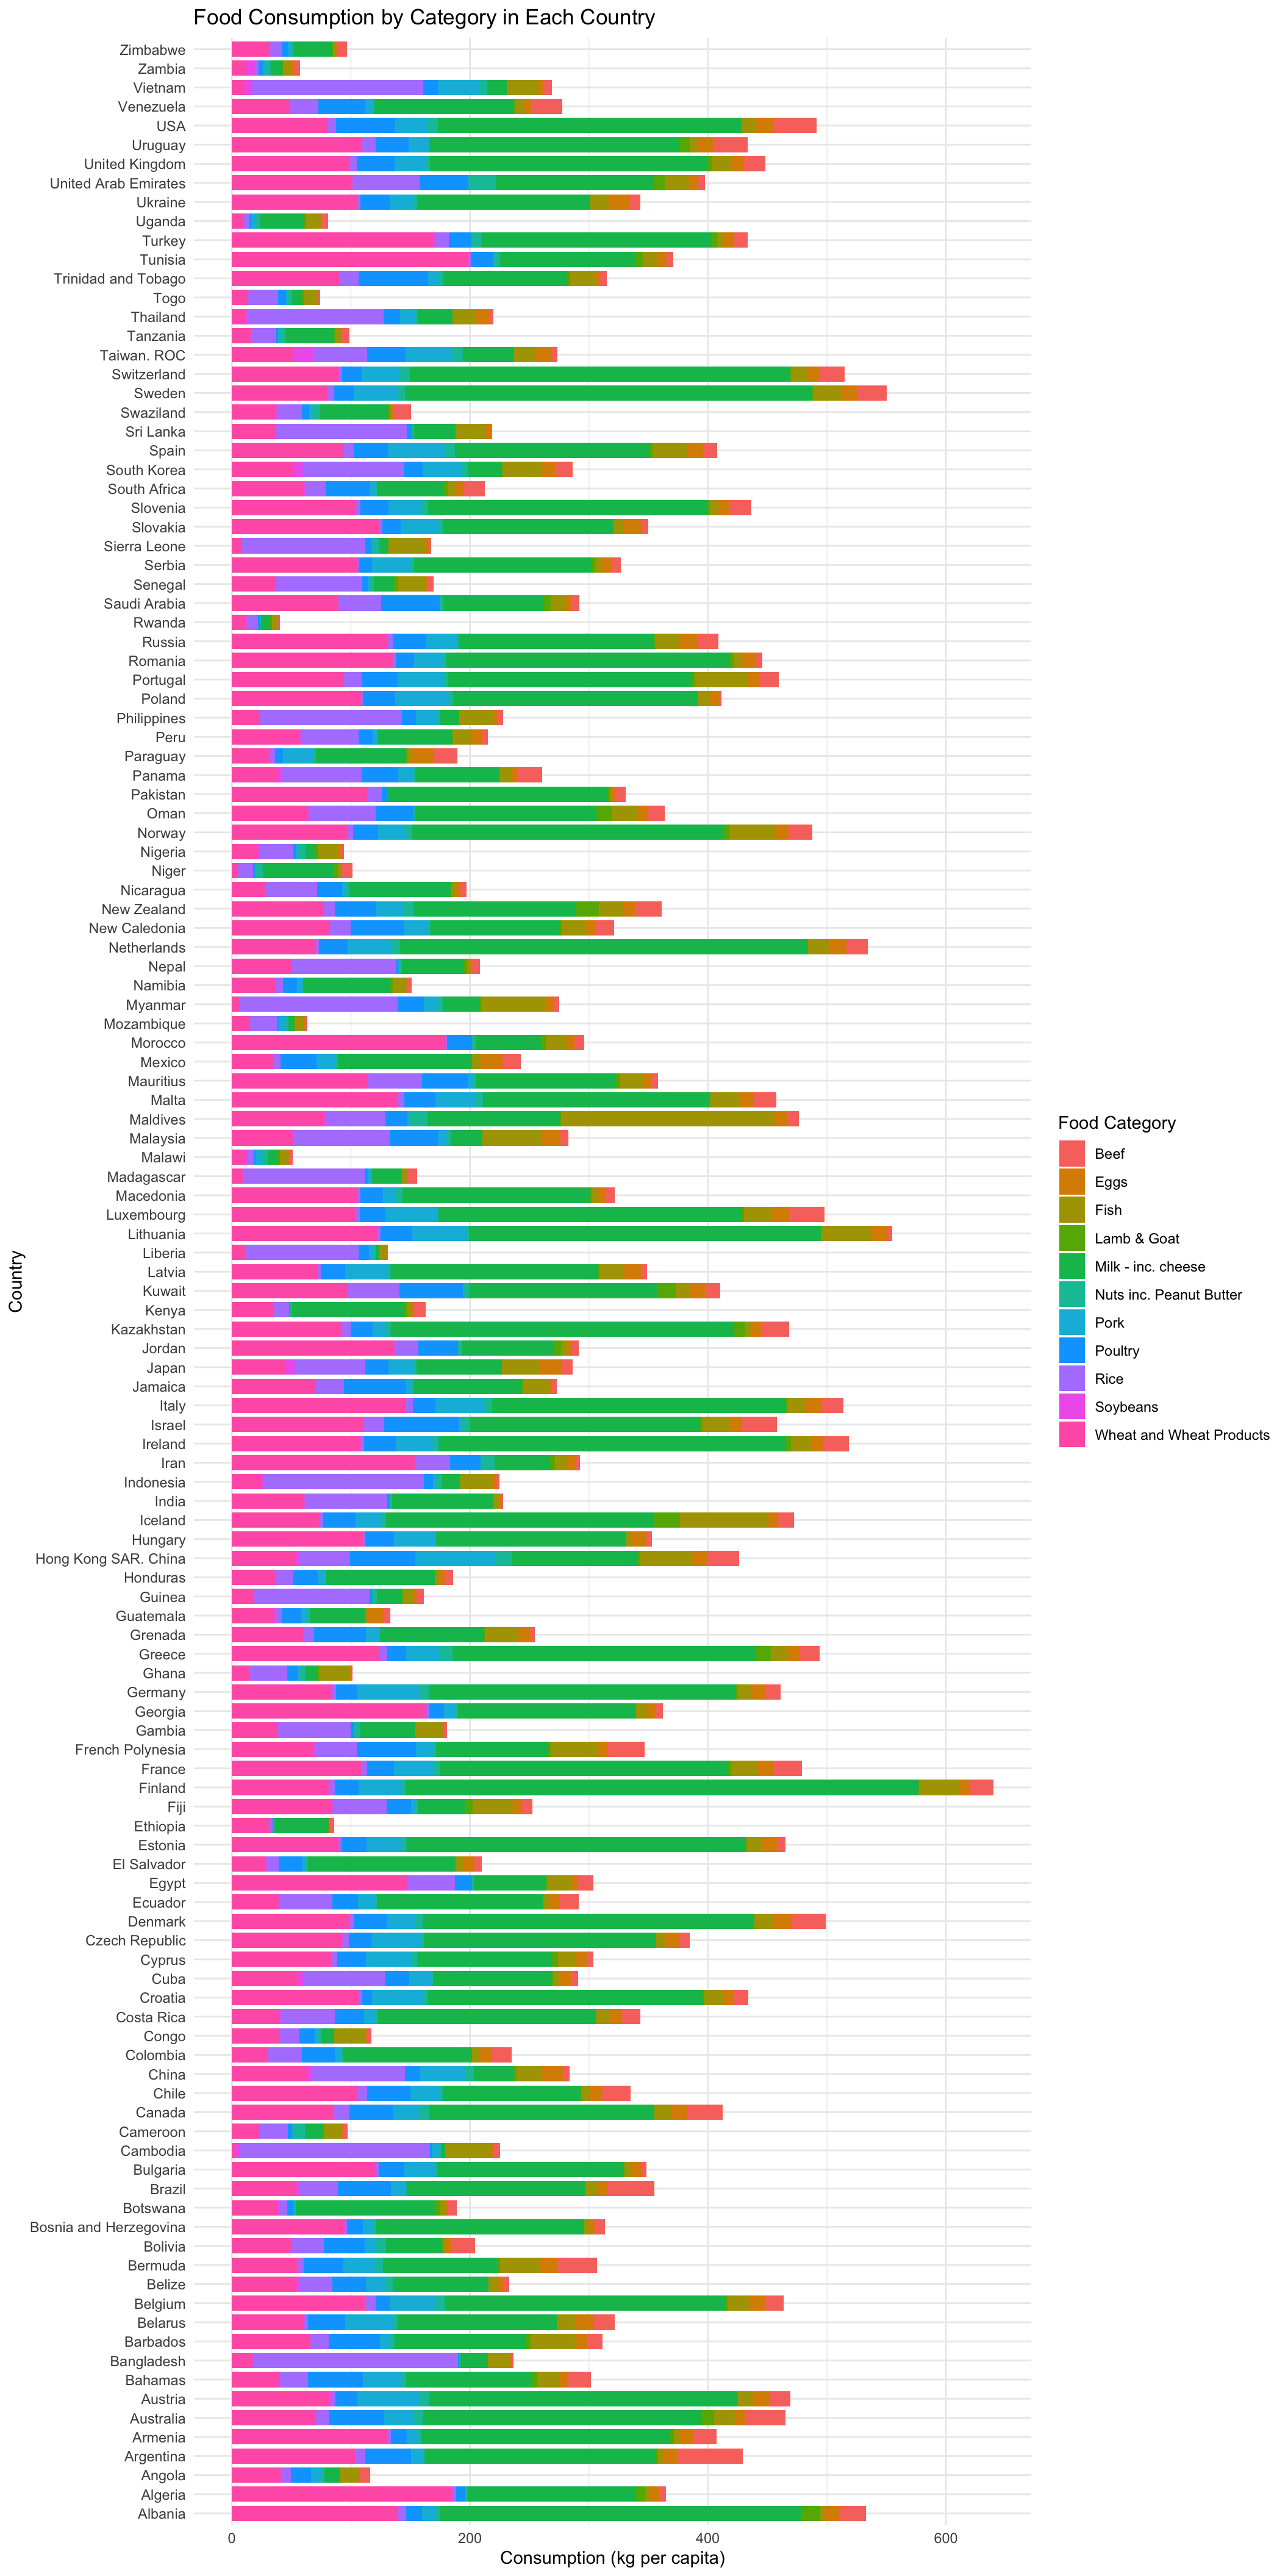 Food Consumption by Category in Each Country
Zimbabwe
Zambia
Vietnam
Venezuela
USA
Uruguay
United Kingdom
United Arab Emirates
Ukraine
Uganda
Turkey
Tunisia
Trinidad and Tobago
Togo
Thailand
Tanzania
Taiwan. ROC
Switzerland
Sweden
Swaziland
Sri Lanka
Spain
South Korea
South Africa
Slovenia
Slovakia
Sierra Leone
Serbia
Senegal
Saudi Arabia
Rwanda
Russia
Romania
Portugal
Poland
Philippines
Peru
Paraguay
Panama
Pakistan
Oman
Norway
Nigeria
Niger
Nicaragua
New Zealand
New Caledonia
Netherlands
Nepal
Namibia
Myanmar
Mozambique
Morocco
Mexico
Mauritius
Malta
Maldives
Malaysia
Malawi
Madagascar
Macedonia
Luxembourg
Lithuania
Liberia
Latvia
Kuwait
Kenya
Kazakhstan
Jordan
Japan
Jamaica
Italy
Israel
Ireland
Iran
Indonesia
India
Iceland
Hungary
Hong Kong SAR. China
Honduras
Guinea
Guatemala
Grenada
Greece
Ghana
Germany
Georgia
Gambia
French Polynesia
France
Finland
Fiji
Ethiopia
Estonia
El Salvador
Egypt
Ecuador
Denmark
Czech Republic
Cyprus
Cuba
Croatia
Costa Rica
Congo
Colombia
China
Chile
Canada
Cameroon
Cambodia
Bulgaria
Brazil
Botswana
Bosnia and Herzegovina
Bolivia
Bermuda
Belize
Belgium
Belarus
Barbados
Bangladesh
Bahamas
Austria
Australia
Armenia
Argentina
Angola
Algeria
Albania
Country
0 200 400 600
Consumption (kg per capita)
Food Category
Beef
Eggs
Fish
Lamb & Goat
Milk - inc. cheese
Nuts inc. Peanut Butter
Pork
Poultry
Rice
Soybeans
Wheat and Wheat Products